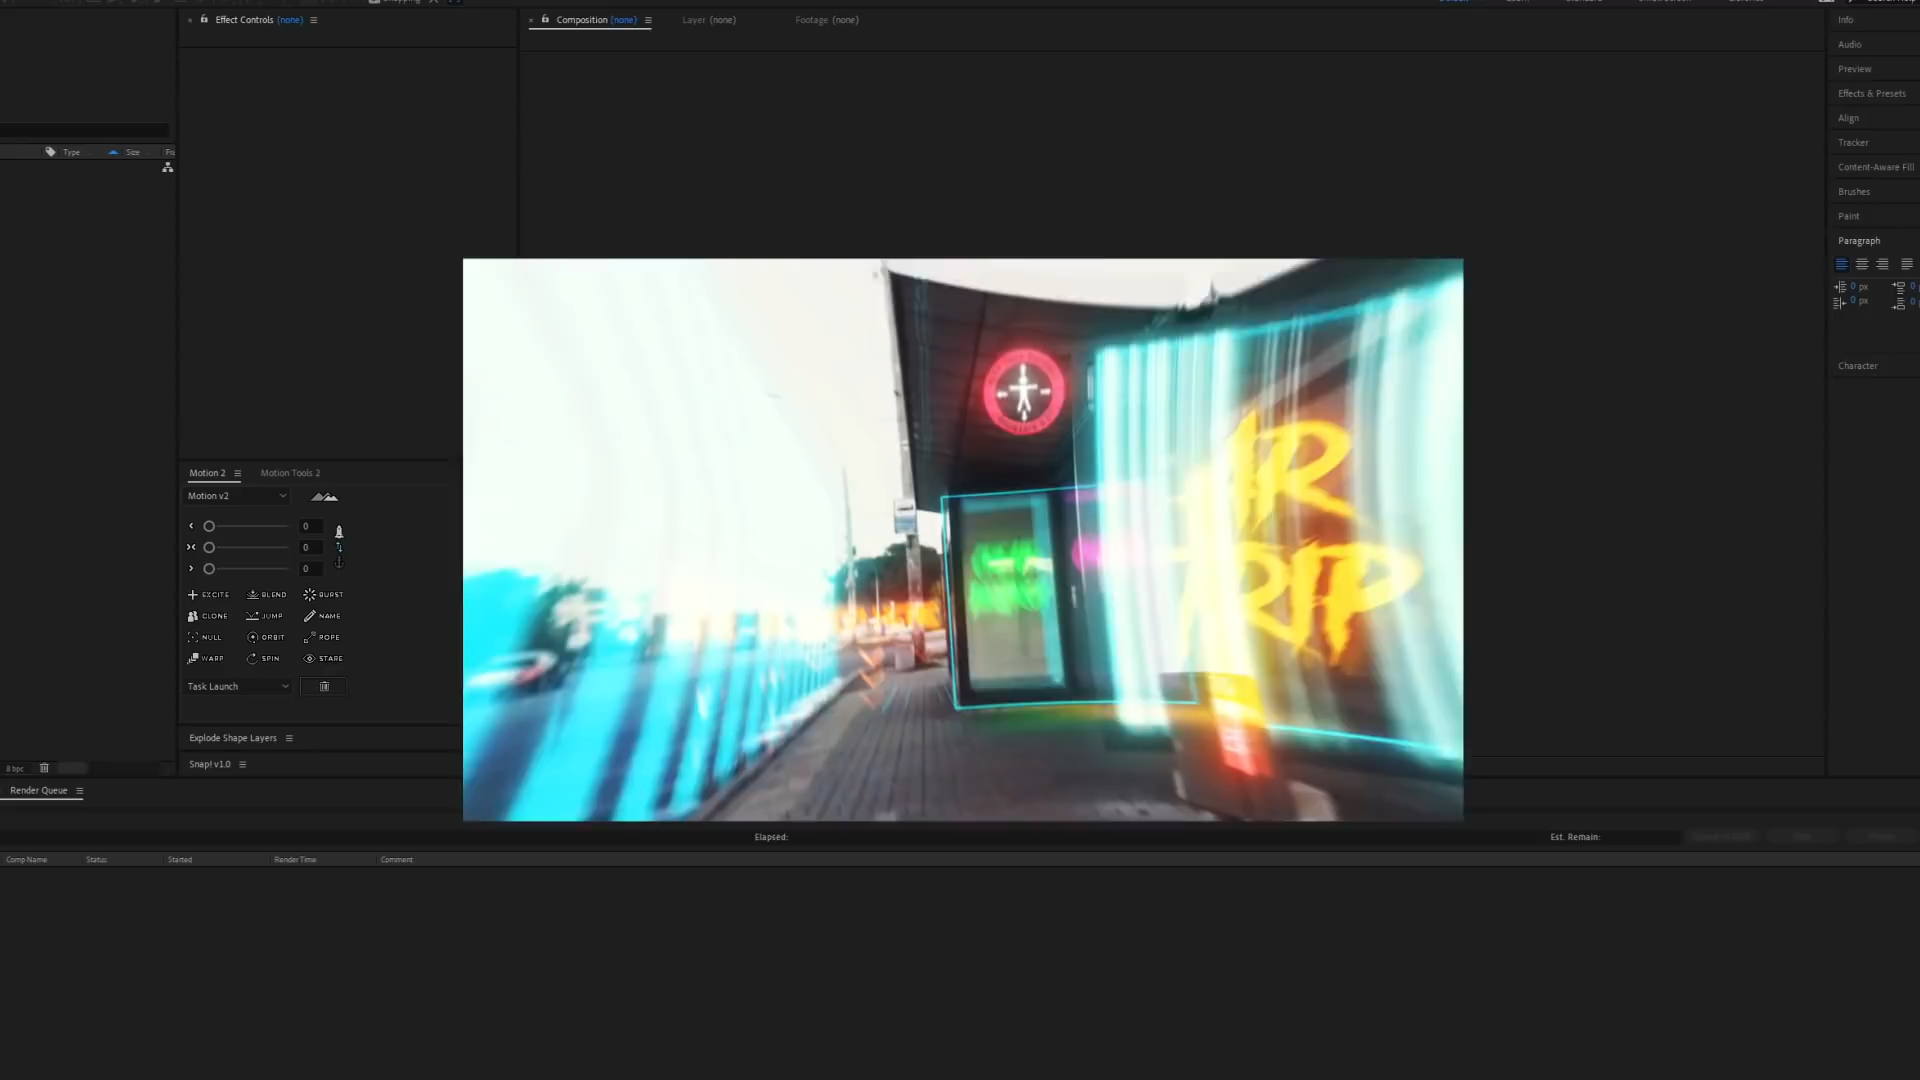 Effect Controls (none)
Composition (none)
Layer (none)
Footage (none)
Info
Audio
Preview
Effects & Presets
Align
Tracker
Content-Aware Fill
Brushes
Paint
Paragraph
0 px
0 px
Character
Type
Size
Motion 2
Motion Tools 2
Motion v2
0
0
0
EXCITE
BLEND
BURST
CLONE
JUMP
NAME
NULL
ORBIT
ROPE
WARP
SPIN
STARE
Task Launch
Explode Shape Layers
Snap! v1.0
8 bpc
Render Queue
Elapsed:
Est. Remain:
Comp Name
Status
Started
Render Time
Comment
TRIP